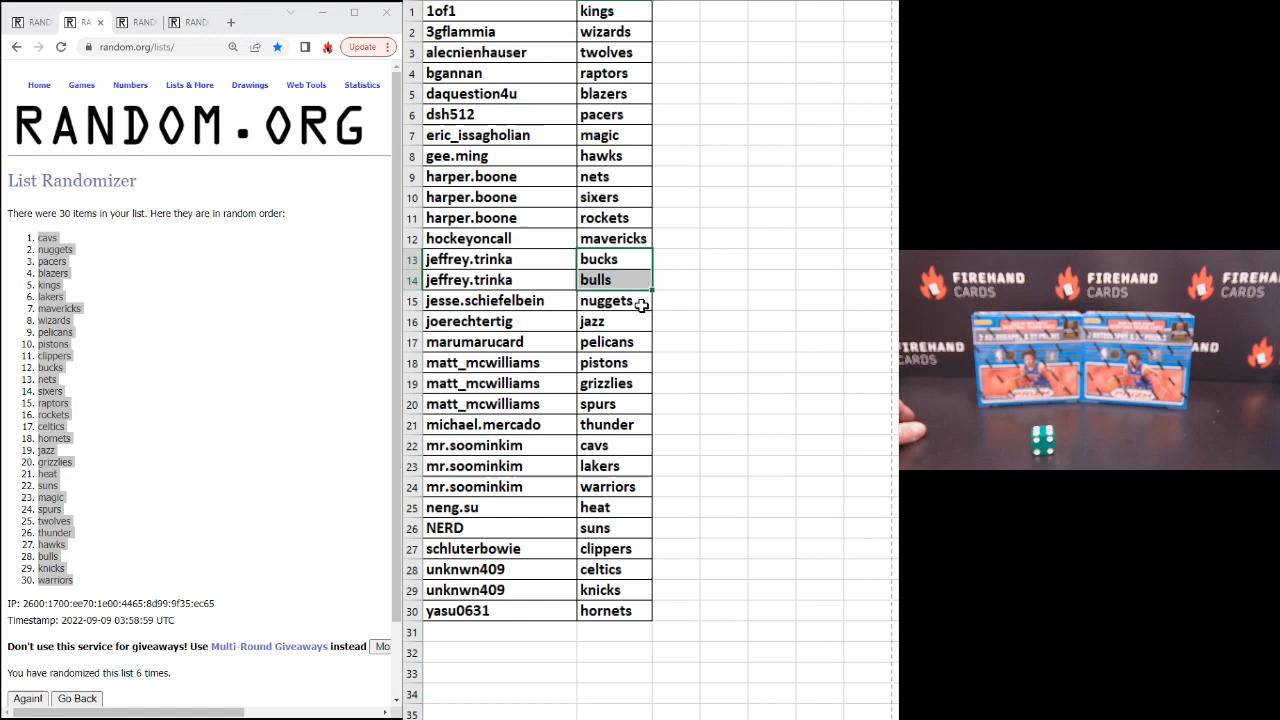 RAND
RA
RAND
RAND
random.org/lists/
Update
Home Games Numbers Lists & More Drawings Web Tools Statistics
RANDOM.ORG
List Randomizer
There were 30 items in your list. Here they are in random order:
1. cavs
2. nuggets
3. pacers
4. blazers
5. kings
6. lakers
7. mavericks
8. wizards
9. pelicans
10. pistons
11. clippers
12. bucks
13. nets
14. sixers
15. raptors
16. rockets
17. celtics
18. hornets
19. jazz
20. grizzlies
21. heat
22. suns
23. magic
24. spurs
25. twolves
26. thunder
27. hawks
28. bulls
29. knicks
30. warriors
IP: 2600:1700:ee70:1e00:4465:8d99:9f35:ec65
Timestamp: 2022-09-09 03:58:59 UTC
Don't use this service for giveaways! Use Multi-Round Giveaways instead Mo
You have randomized this list 6 times.
Again! Go Back
1 1of1 kings
2 3gflammia wizards
3 alecnienhauser twolves
4 bgannan raptors
5 daquestion4u blazers
6 dsh512 pacers
7 eric_issagholian magic
8 gee.ming hawks
9 harper.boone nets
10 harper.boone sixers
11 harper.boone rockets
12 hockeyoncall mavericks
13 jeffrey.trinka bucks
14 jeffrey.trinka bulls
15 jesse.schiefelbein nuggets
16 joerechtertig jazz
17 marumarucard pelicans
18 matt_mcwilliams pistons
19 matt_mcwilliams grizzlies
20 matt_mcwilliams spurs
21 michael.mercado thunder
22 mr.soominkim cavs
23 mr.soominkim lakers
24 mr.soominkim warriors
25 neng.su heat
26 NERD suns
27 schluterbowie clippers
28 unknwn409 celtics
29 unknwn409 knicks
30 yasu0631 hornets
31
32
33
34
35
FIREHAND CARDS
FIREHAND CARDS
FIREHAND CARDS
FIREHAND CARDS
PRIZM
PRIZM